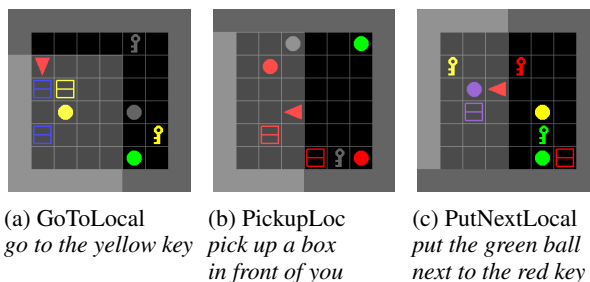 (a) GoToLocal
go to the yellow key
(b) PickupLoc
pick up a box
in front of you
(c) PutNextLocal
put the green ball
next to the red key